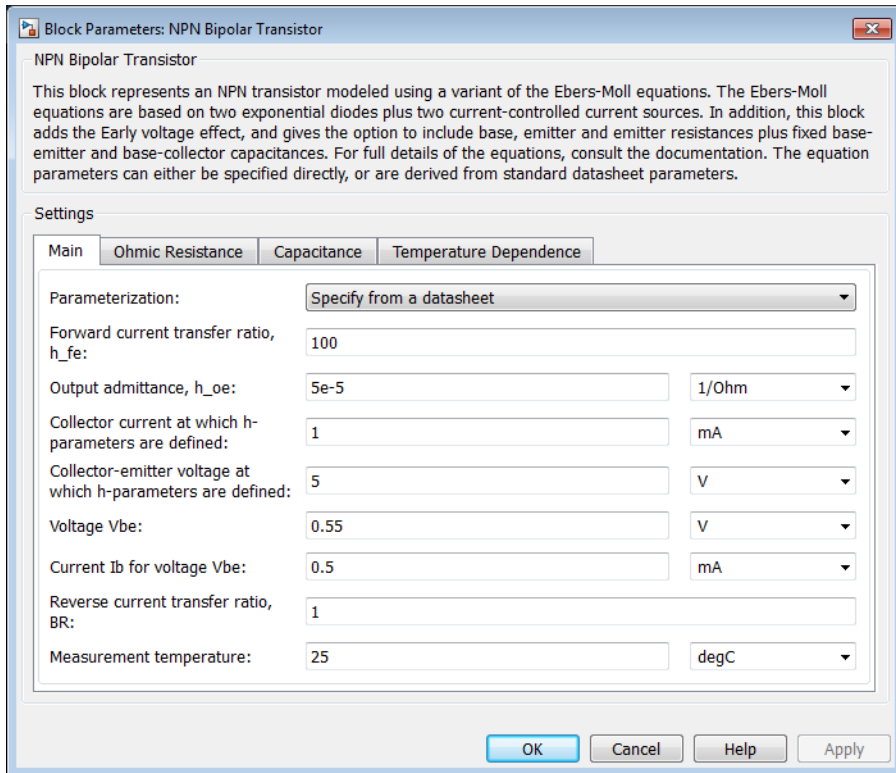 Block Parameters: NPN Bipolar Transistor
NPN Bipolar Transistor
This block represents an NPN transistor modeled using a variant of the Ebers-Moll equations. The Ebers-Moll
equations are based on two exponential diodes plus two current-controlled current sources. In addition, this block
adds the Early voltage effect, and gives the option to include base, emitter and emitter resistances plus fixed base-
emitter and base-collector capacitances. For full details of the equations, consult the documentation. The equation
parameters can either be specified directly, or are derived from standard datasheet parameters.
Settings
Main Ohmic Resistance Capacitance Temperature Dependence
Parameterization: Specify from a datasheet
Forward current transfer ratio,
h_fe: 100
Output admittance, h_oe: 5e-5 1/Ohm
Collector current at which h-
parameters are defined: 1 mA
Collector-emitter voltage at
which h-parameters are defined: 5 V
Voltage Vbe: 0.55 V
Current Ib for voltage Vbe: 0.5 mA
Reverse current transfer ratio,
BR: 1
Measurement temperature: 25 degC
OK Cancel Help Apply